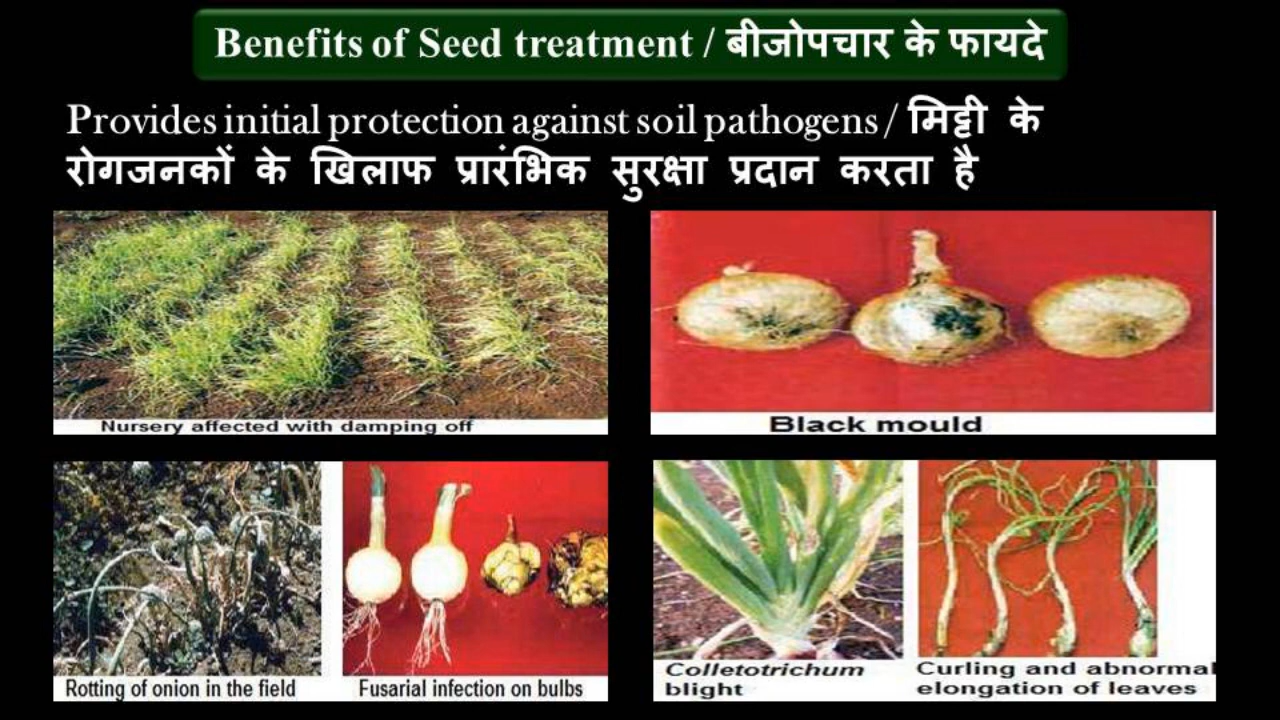 Benefits of Seed treatment / बीजोपचार के फायदे
Provides initial protection against soil pathogens / मिट्टी के
रोगजनकों के खिलाफ प्रारंभिक सुरक्षा प्रदान करता है
Nursery affected with damping off
Black mould
Rotting of onion in the field
Fusarial infection on bulbs
Colletotrichum
blight
Curling and abnormal
elongation of leaves